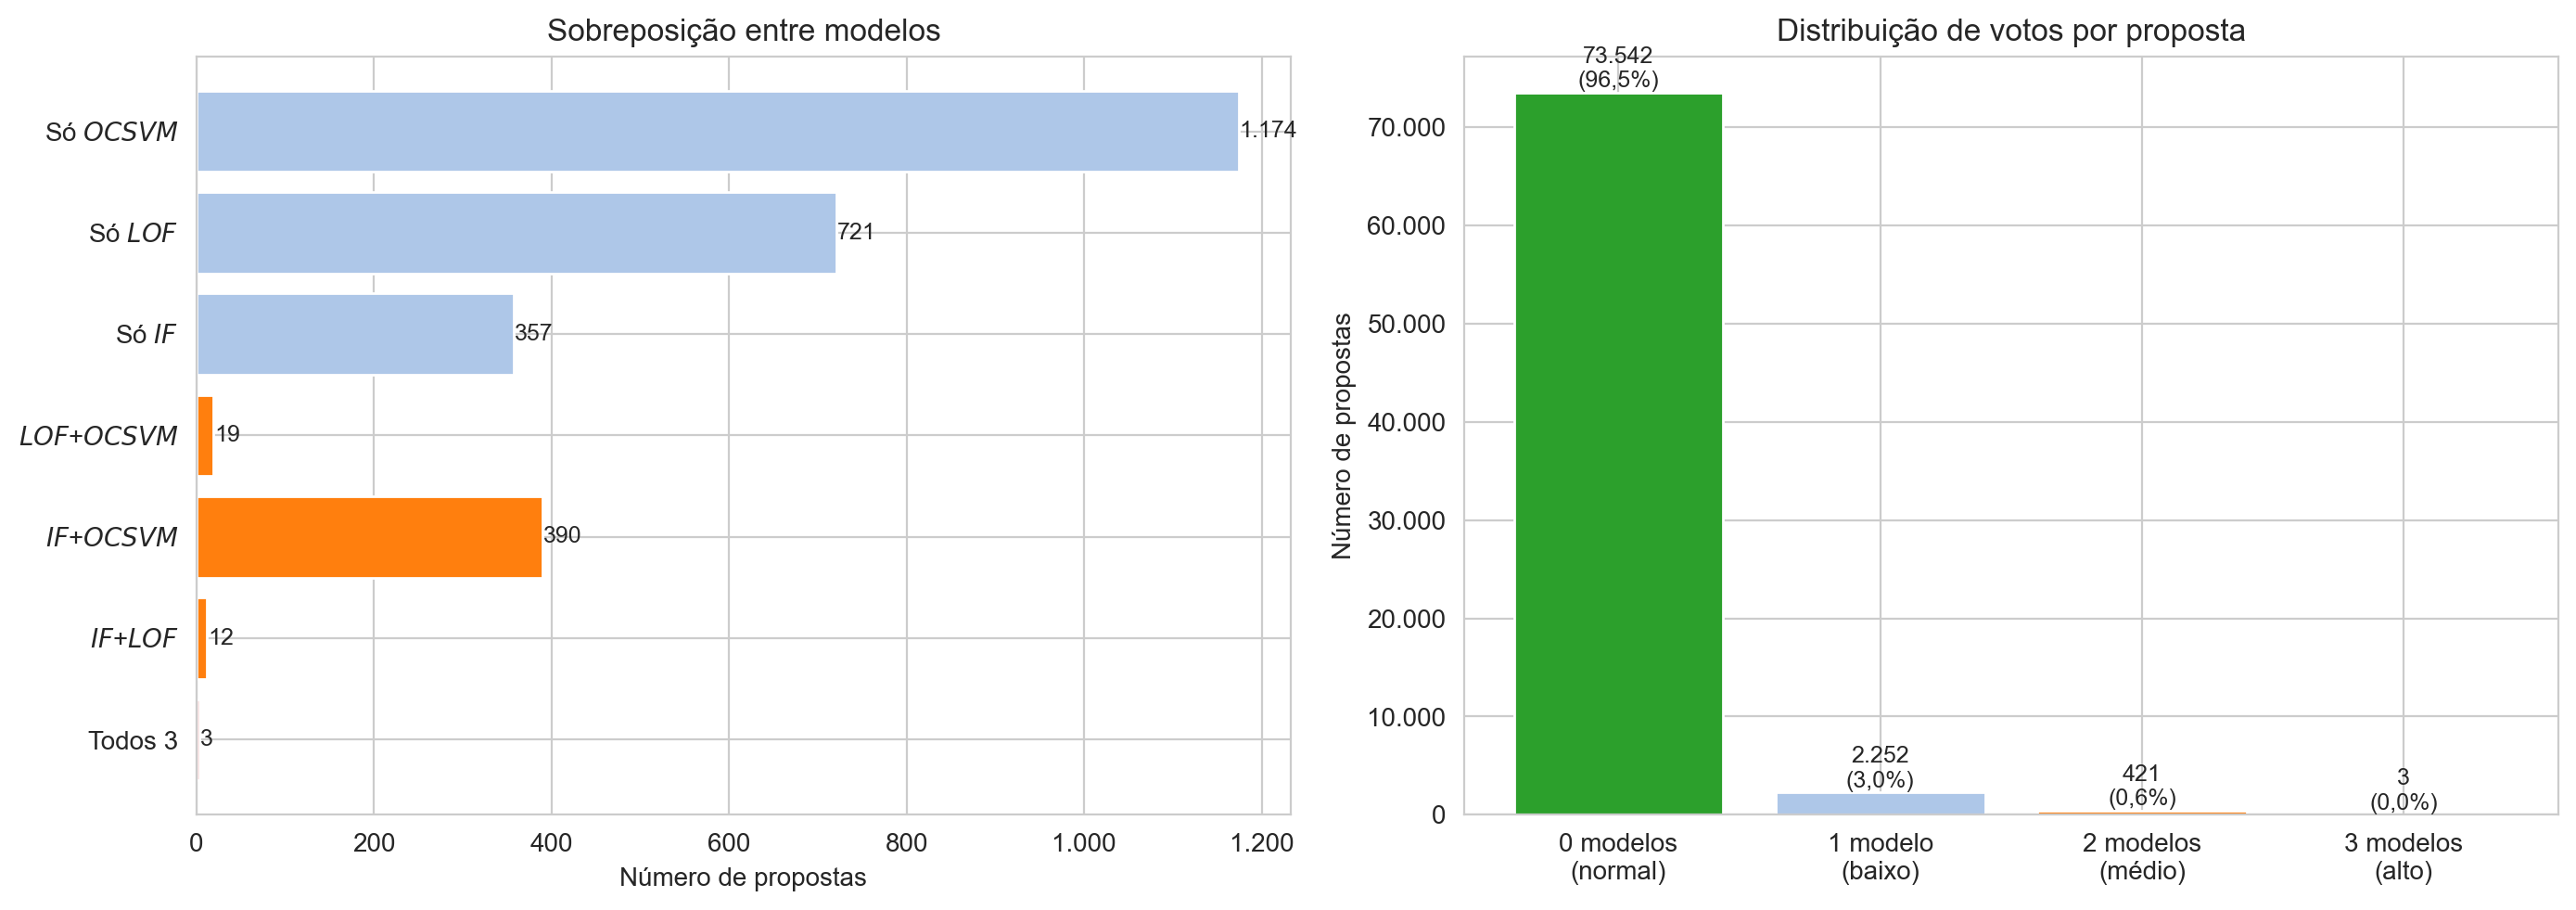 Sobreposição entre modelos
Só OCSVM
1.174
Só LOF
721
Só IF
357
LOF+OCSVM
19
IF+OCSVM
390
IF+LOF
12
Todos 3
3
0 200 400 600 800 1.000 1.200
Número de propostas
Distribuição de votos por proposta
Número de propostas
70.000
60.000
50.000
40.000
30.000
20.000
10.000
0
73.542
(96,5%)
2.252
(3,0%)
421
(0,6%)
3
(0,0%)
0 modelos
(normal)
1 modelo
(baixo)
2 modelos
(médio)
3 modelos
(alto)